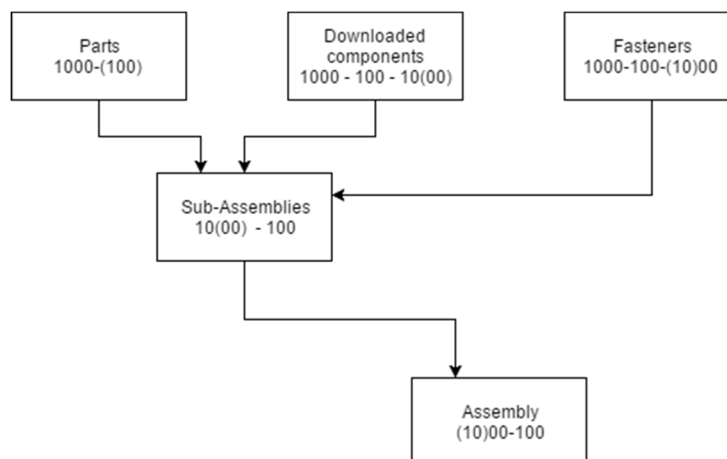 Parts
1000-(100)
Downloaded
components
1000 - 100 - 10(00)
Fasteners
1000-100-(10)00
Sub-Assemblies
10(00) - 100
Assembly
(10)00-100